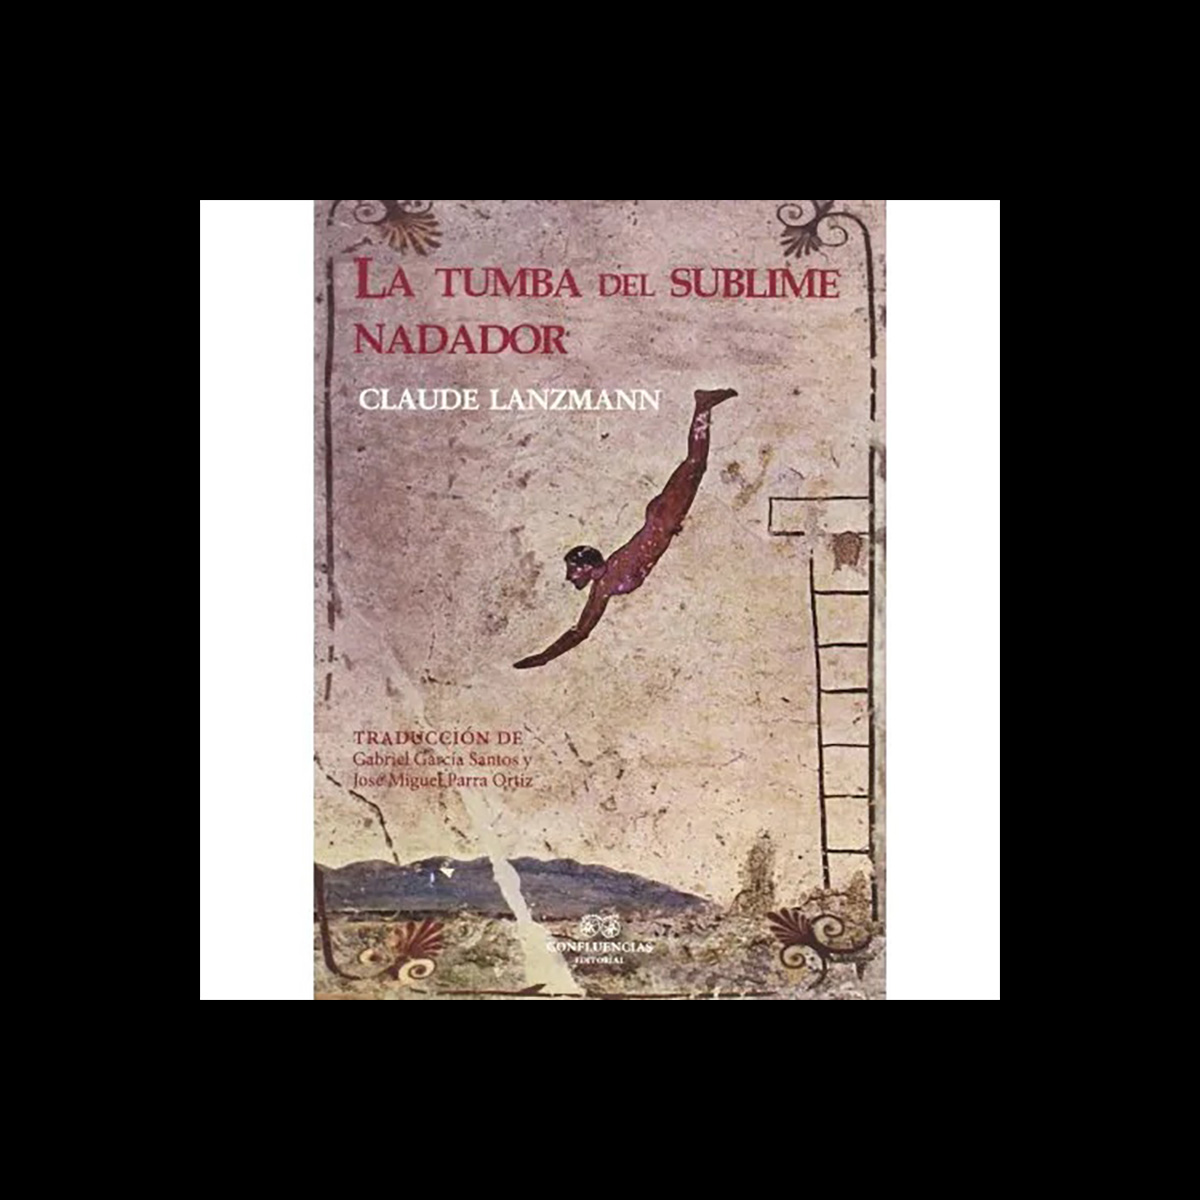 LA TUMBA DEL SUBLIME
NADADOR
CLAUDE LANZMANN
TRADUCCIÓN DE
Gabriel García Santos y
José Miguel Parra Ortiz
CONFLUENCIAS
EDITORIAL